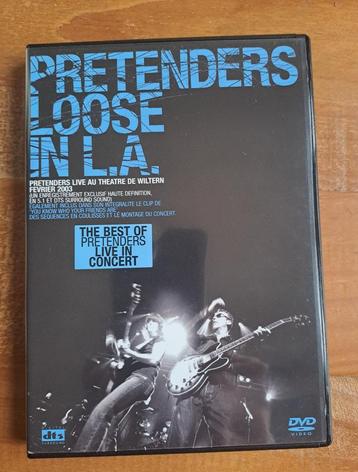 PRETENDERS
LOOSE
IN L.A.
PRETENDERS LIVE AU THEATRE DE WILTERN
FEVRIER 2003
(UN ENREGISTREMENT EXCLUSIF HAUTE DEFINITION,
EN 5.1 ET DTS SURROUND SOUND)
EGALEMENT INCLUS DANS SON INTEGRALITE LE CLIP DE
'YOU KNOW WHO YOUR FRIENDS ARE'
DES SEQUENCES EN COULISSES ET LE MONTAGE DU CONCERT.
THE BEST OF
PRETENDERS
LIVE IN
CONCERT
dts
SURROUND
DVD
VIDEO